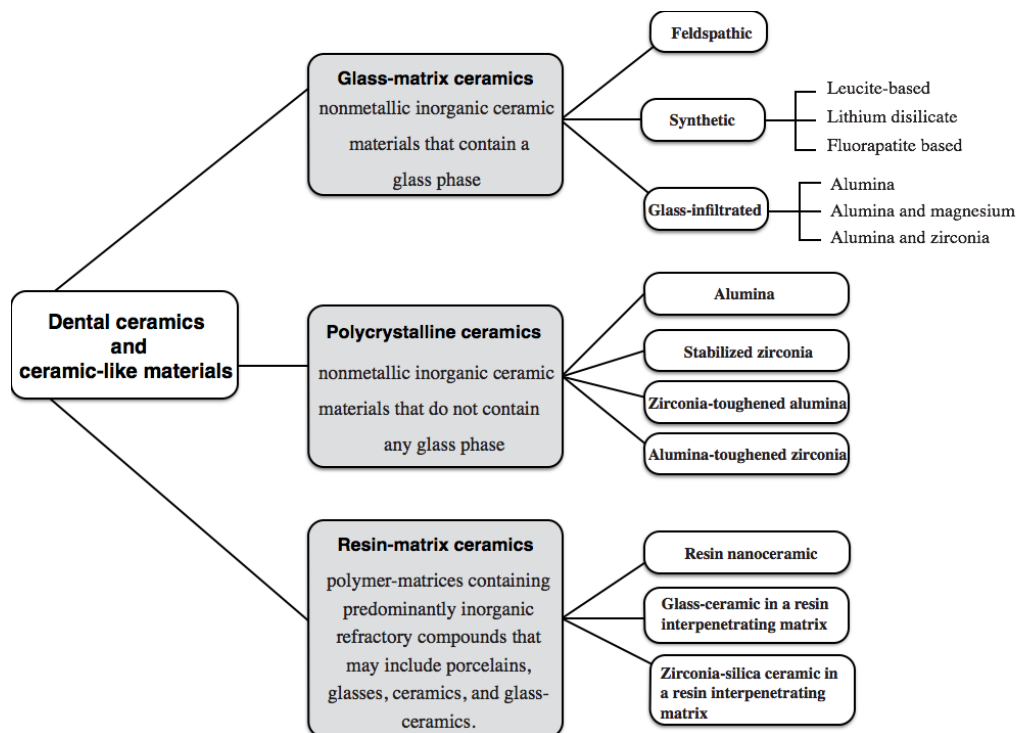 Dental ceramics
and
ceramic-like materials
Glass-matrix ceramics
nonmetallic inorganic ceramic
materials that contain a
glass phase
Feldspathic
Synthetic
Leucite-based
Lithium disilicate
Fluorapatite based
Glass-infiltrated
Alumina
Alumina and magnesium
Alumina and zirconia
Polycrystalline ceramics
nonmetallic inorganic ceramic
materials that do not contain
any glass phase
Alumina
Stabilized zirconia
Zirconia-toughened alumina
Alumina-toughened zirconia
Resin-matrix ceramics
polymer-matrices containing
predominantly inorganic
refractory compounds that
may include porcelains,
glasses, ceramics, and glass-
ceramics.
Resin nanoceramic
Glass-ceramic in a resin
interpenetrating matrix
Zirconia-silica ceramic in
a resin interpenetrating
matrix